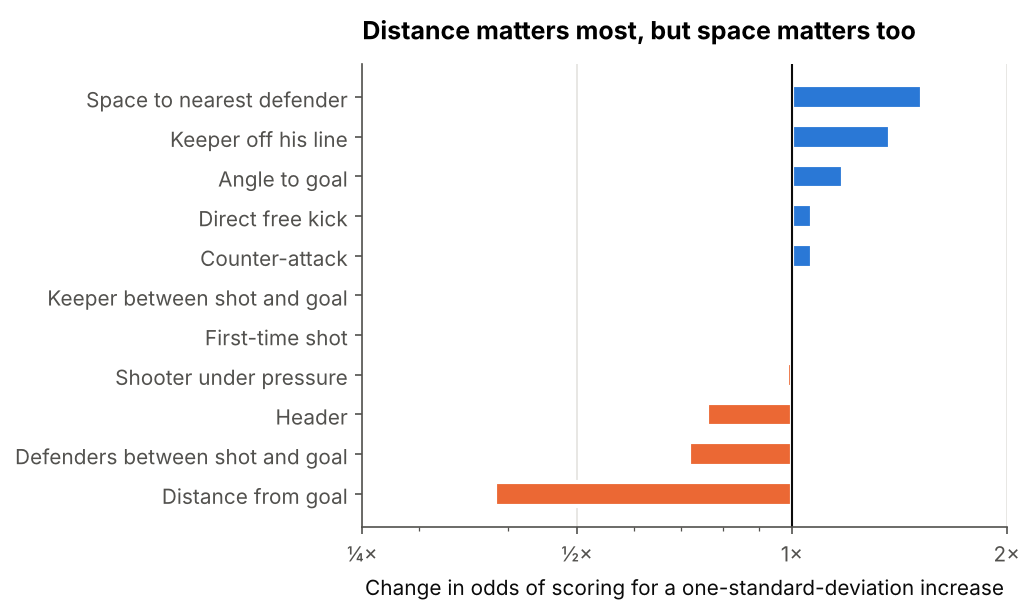 Distance matters most, but space matters too
Space to nearest defender
Keeper off his line
Angle to goal
Direct free kick
Counter-attack
Keeper between shot and goal
First-time shot
Shooter under pressure
Header
Defenders between shot and goal
Distance from goal
¼× ½× 1× 2×
Change in odds of scoring for a one-standard-deviation increase